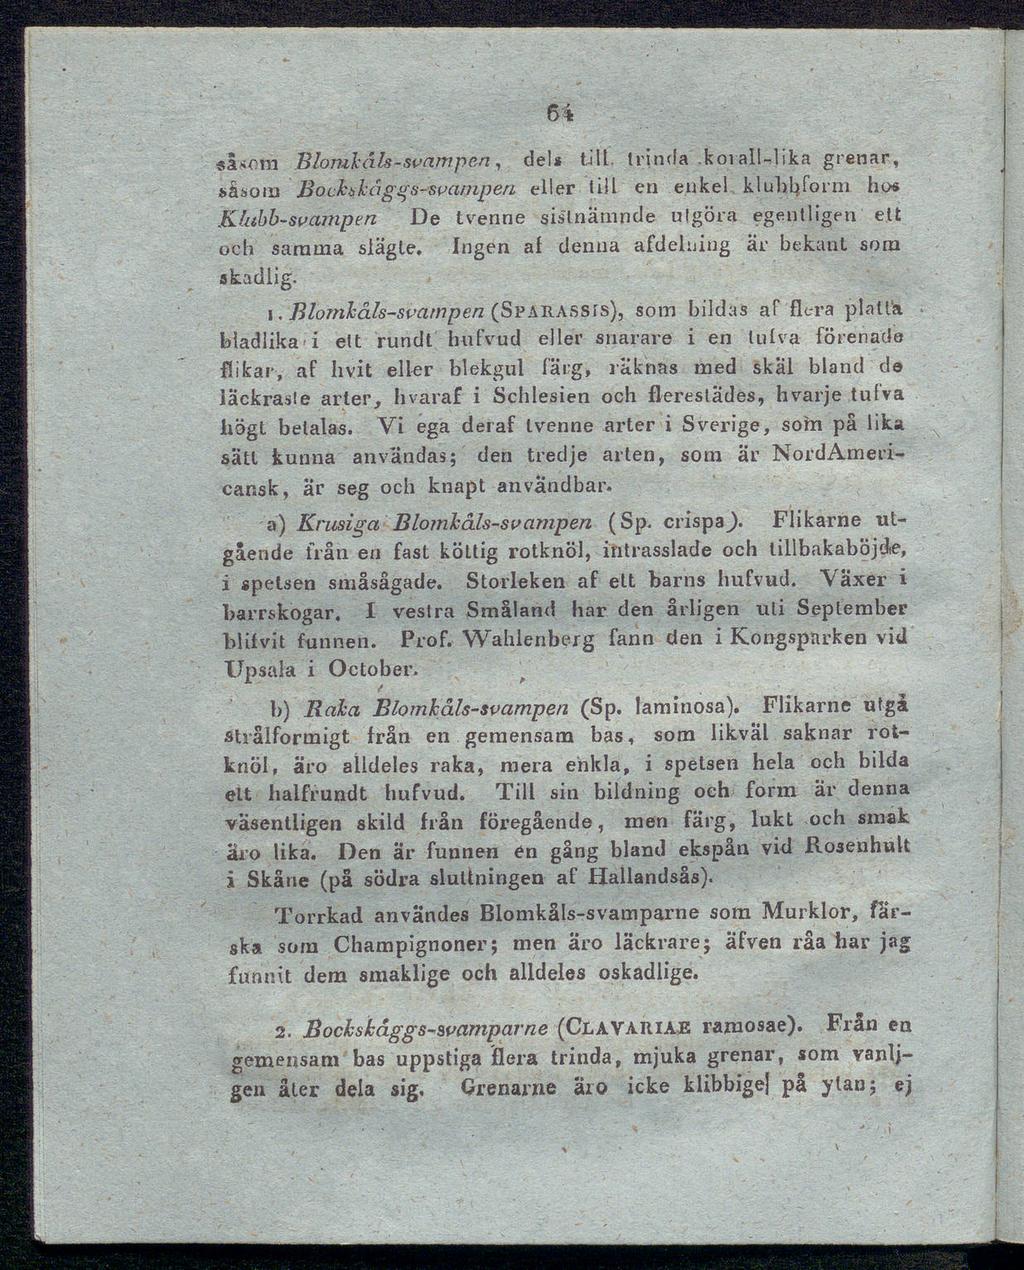 64
såsom Blomkåls-svampen, dels till trinda korall-lika grenar,
såsom Bockskäggs-svampen eller till en enkel klubbform hos
Klubb-svampen De tvenne sistnämnde utgöra egentligen ett
och samma slägte. Ingen af denna afdelning är bekant som
skadlig.
1. Blomkåls-svampen (SPARASSIS), som bildas af flera platta
bladlika i ett rundt hufvud eller snarare i en tufva förenade
flikar, af hvit eller blekgul färg, räknas med skäl bland de
läckraste arter, hvaraf i Schlesien och flerestädes, hvarje tufva
högt betalas. Vi ega deraf tvenne arter i Sverige, som på lika
sätt kunna användas; den tredje arten, som är NordAmeri-
cansk, är seg och knapt användbar.
a) Krusiga Blomkåls-svampen (Sp. crispa). Flikarne ut-
gående från en fast köttig rotknöl, intrasslade och tillbakaböjde,
i spetsen småsågade. Storleken af ett barns hufvud. Växer i
barrskogar. I vestra Småland har den årligen uti September
blifvit funnen. Prof. Wahlenberg fann den i Kongsparken vid
Upsala i October.
b) Raka Blomkåls-svampen (Sp. laminosa). Flikarne utgå
strålformigt från en gemensam bas, som likväl saknar rot-
knöl, äro alldeles raka, mera enkla, i spetsen hela och bilda
ett halfrundt hufvud. Till sin bildning och form är denna
väsentligen skild från föregående, men färg, lukt och smak
äro lika. Den är funnen en gång bland ekspån vid Rosenhult
i Skåne (på södra sluttningen af Hallandsås).
Torrkad användes Blomkåls-svamparne som Murklor, fär-
ska som Champignoner; men äro läckrare; äfven råa har jag
funnit dem smaklige och alldeles oskadlige.
2. Bockskäggs-svamparne (CLAVARIAE ramosae). Från en
gemensam bas uppstiga flera trinda, mjuka grenar, som vanli-
gen åter dela sig. Grenarne äro icke klibbige på ytan; ej